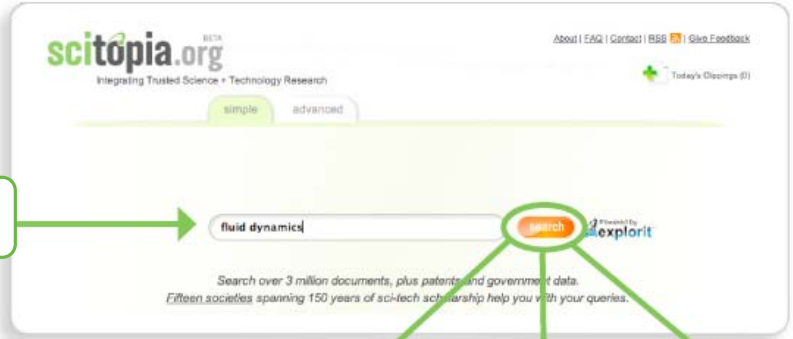 BETA
scitopia.org
Integrating Trusted Science + Technology Research
About | FAQ | Contact | RSS | Give Feedback
Today's Clippings (0)
simple advanced
fluid dynamics
search
Powered by
explorit
Search over 3 million documents, plus patents and government data.
Fifteen societies spanning 150 years of sci-tech scholarship help you with your queries.